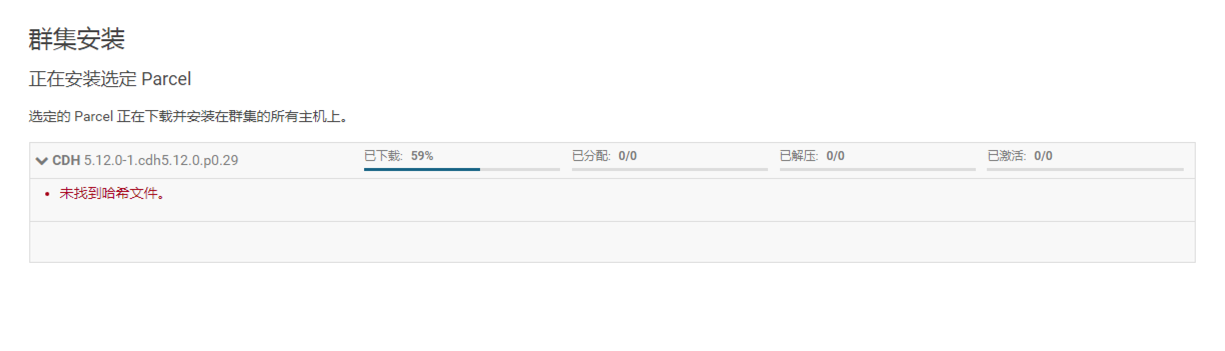 群集安装
正在安装选定 Parcel
选定的 Parcel 正在下载并安装在群集的所有主机上。
CDH 5.12.0-1.cdh5.12.0.p0.29 已下载: 59% 已分配: 0/0 已解压: 0/0 已激活: 0/0
• 未找到哈希文件。